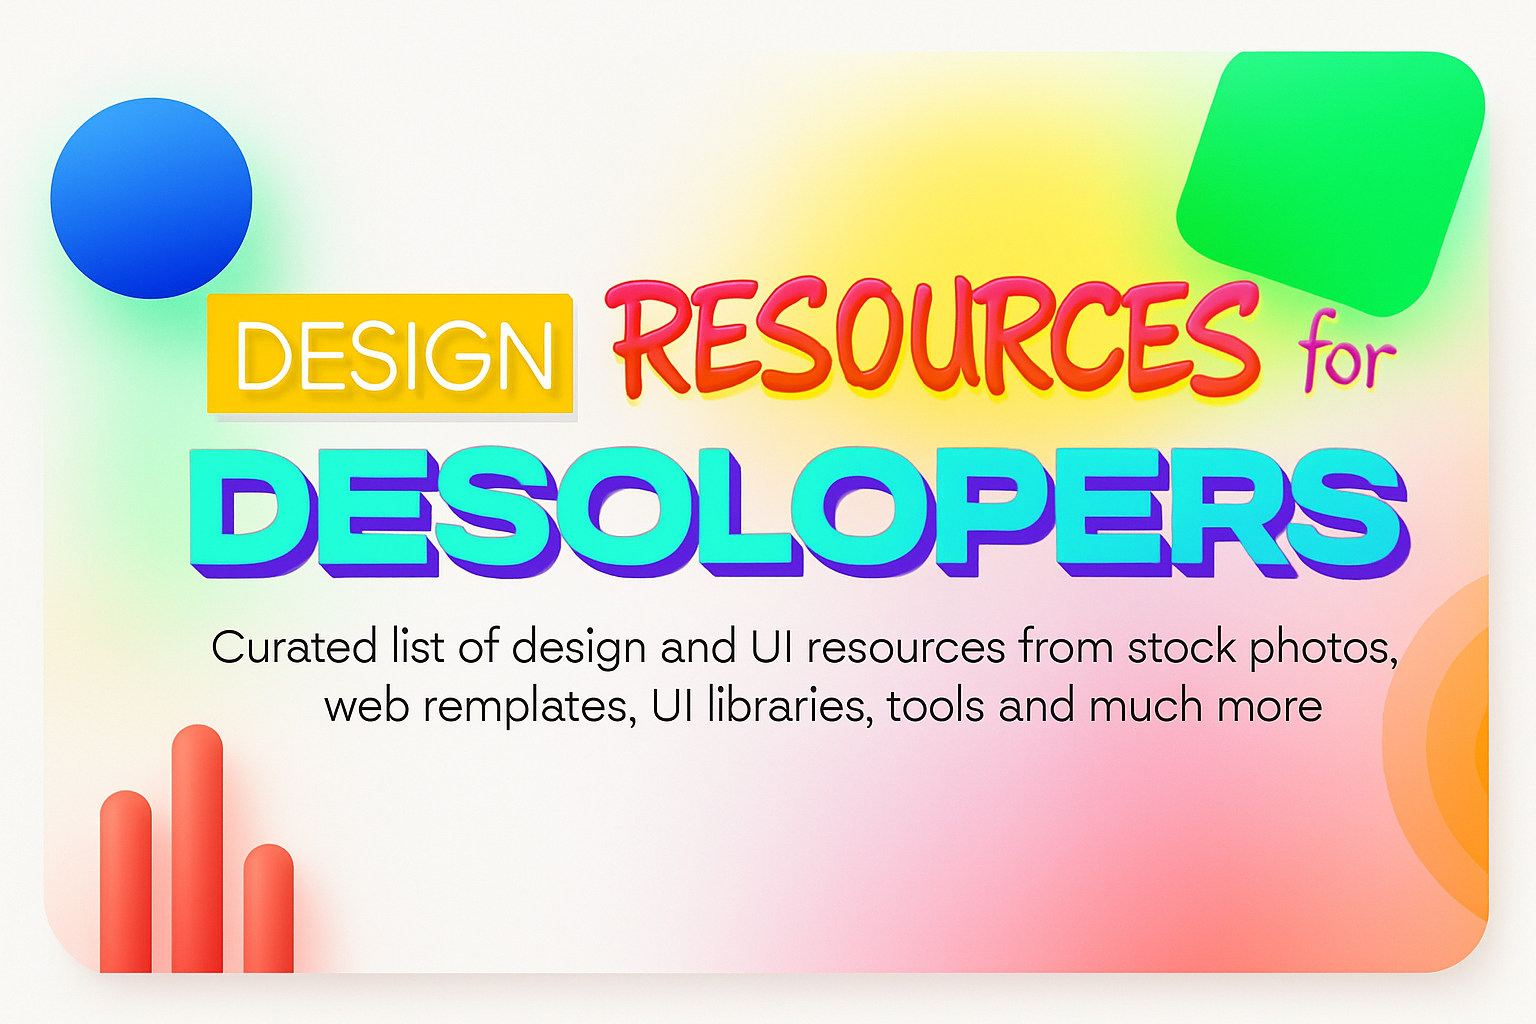 DESIGN RESOURCES for
DESOLOPERS
Curated list of design and UI resources from stock photos,
web remplates, UI libraries, tools and much more